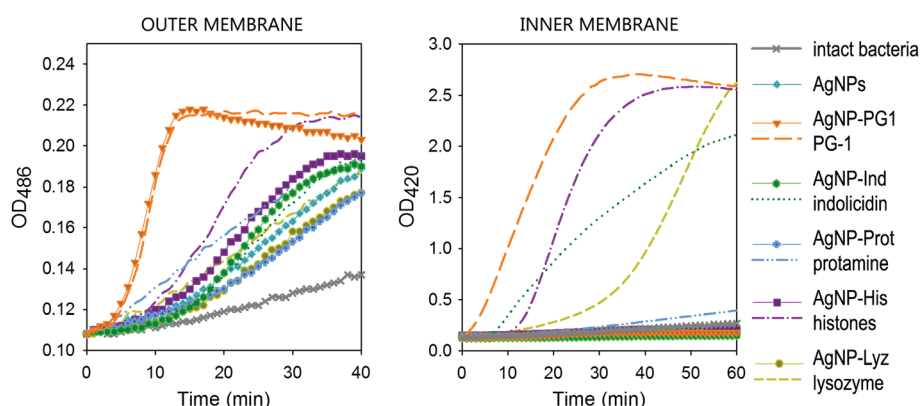 OUTER MEMBRANE
0.24
0.22
0.20
0.18
0.16
0.14
0.12
0.10
OD486
0 10 20 30 40
Time (min)
INNER MEMBRANE
3.0
2.5
2.0
1.5
1.0
0.5
0.0
OD420
0 10 20 30 40 50 60
Time (min)
intact bacteria
AgNPs
AgNP-PG1
PG-1
AgNP-Ind
indolicidin
AgNP-Prot
protamine
AgNP-His
histones
AgNP-Lyz
lysozyme